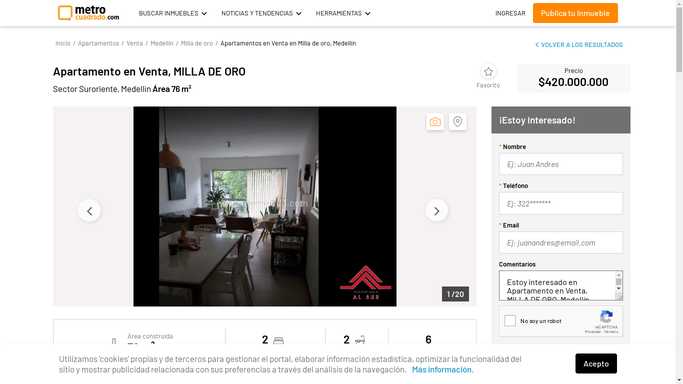 metro
cuadrado.com
BUSCAR INMUEBLES
NOTICIAS Y TENDENCIAS
HERRAMIENTAS
INGRESAR
Publica tu Inmueble
Inicio / Apartamentos / Venta / Medellín / Milla de oro / Apartamentos en Venta en Milla de oro, Medellín
VOLVER A LOS RESULTADOS
Apartamento en Venta, MILLA DE ORO
Sector Suroriente, Medellin Área 76 m²
Favorito
Precio
$420.000.000
AL SUR
1 / 20
¡Estoy Interesado!
* Nombre
Ej: Juan Andres
* Teléfono
Ej: 322*******
* Email
Ej: juanandres@email.com
Comentarios
Estoy interesado en
Apartamento en Venta,
MILLA DE ORO, Medellín
No soy un robot
reCAPTCHA
Privacidad - Términos
Área construida
2
2
6
Utilizamos 'cookies' propias y de terceros para gestionar el portal, elaborar información estadística, optimizar la funcionalidad del
sitio y mostrar publicidad relacionada con sus preferencias a través del análisis de la navegación. Más información.
Acepto